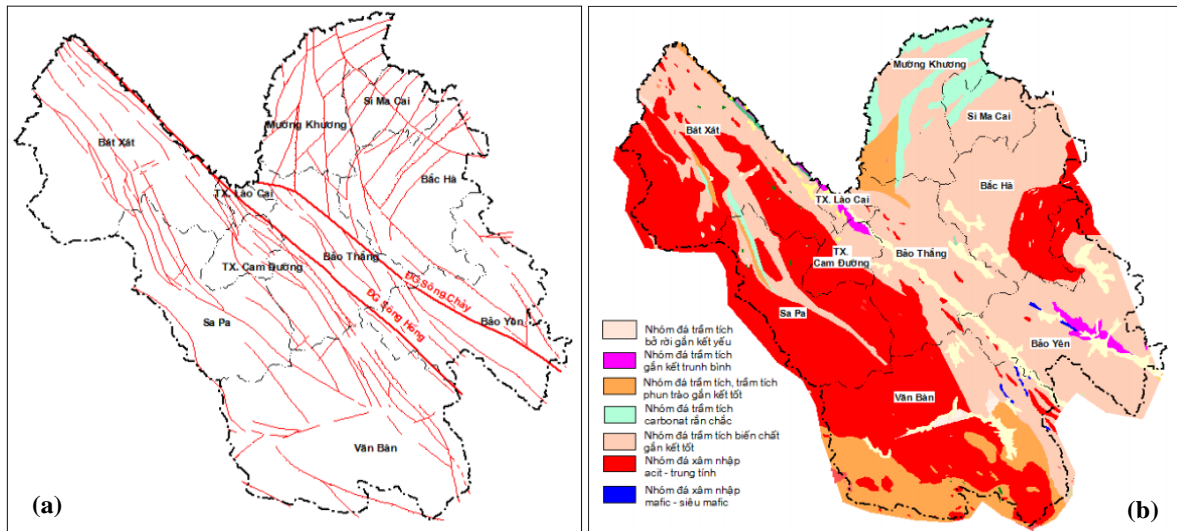 Si Ma Cai
Mường Khương
Bát Xát
Bắc Hà
TX. Lào Cai
Bảo Thắng
TX. Cam Đường
ĐG Sông Chảy
ĐG Sông Hồng
Sa Pa
Bảo Yên
Văn Bàn
(a)
Mường Khương
Si Ma Cai
Bát Xát
Bắc Hà
TX. Lào Cai
TX.
Cam Đường
Bảo Thắng
Sa Pa
Bảo Yên
Văn Bàn
Nhóm đá trầm tích
bở rời gắn kết yếu
Nhóm đá trầm tích
gắn kết trunh bình
Nhóm đá trầm tích, trầm tích
phun trào gắn kết tốt
Nhóm đá trầm tích
carbonat rắn chắc
Nhóm đá trầm tích biến chất
gắn kết tốt
Nhóm đá xâm nhập
acit - trung tính
Nhóm đá xâm nhập
mafic - siêu mafic
(b)